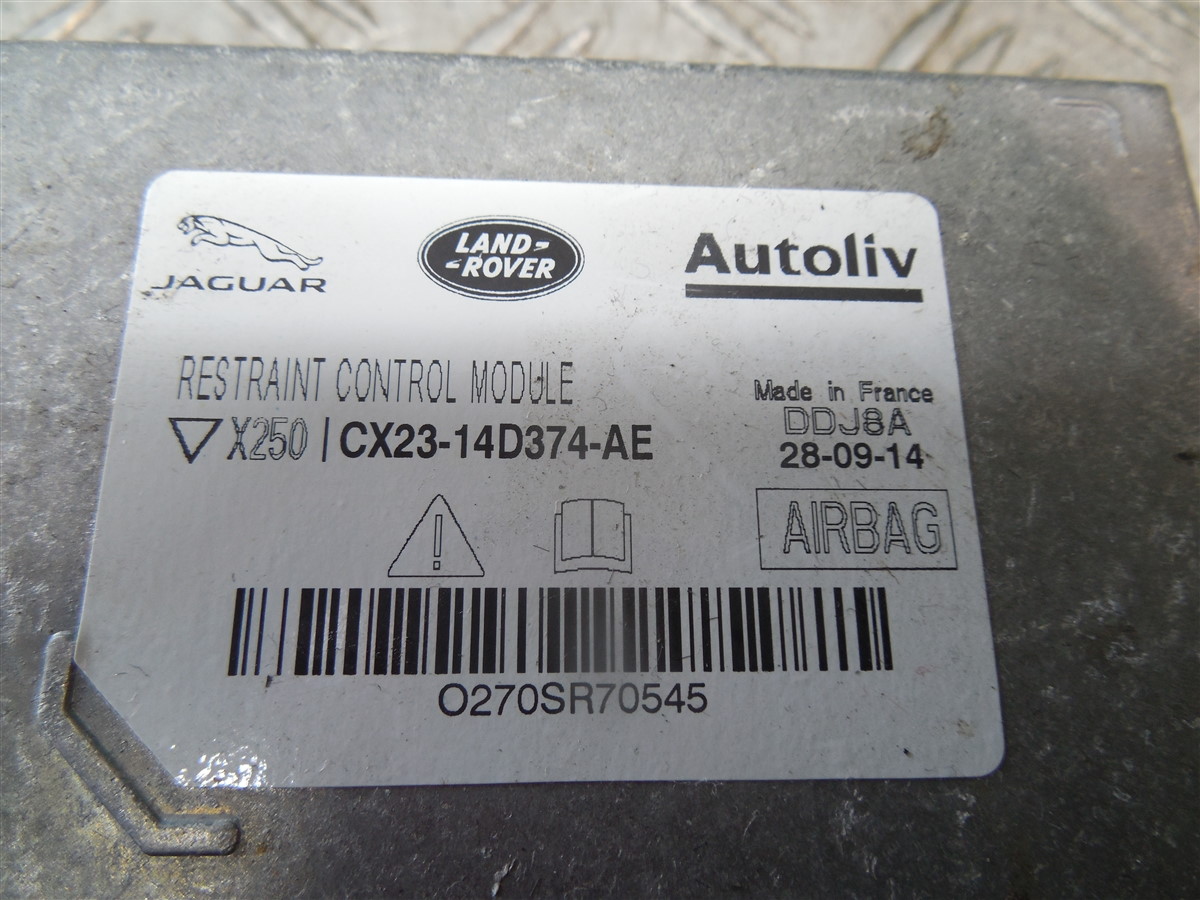 JAGUAR
LAND-
-ROVER
Autoliv
RESTRAINT CONTROL MODULE
X250 | CX23-14D374-AE
Made in France
DDJ8A
28-09-14
AIRBAG
O270SR70545